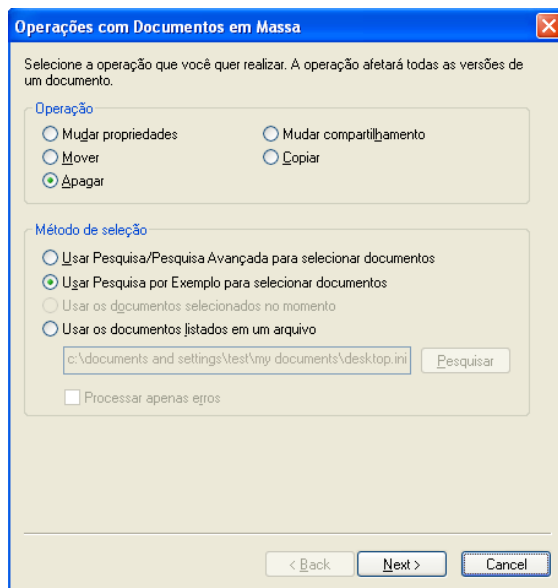 Operações com Documentos em Massa
Selecione a operação que você quer realizar. A operação afetará todas as versões de
um documento.
Operação
Mudar propriedades
Mudar compartilhamento
Mover
Copiar
Apagar
Método de seleção
Usar Pesquisa/Pesquisa Avançada para selecionar documentos
Usar Pesquisa por Exemplo para selecionar documentos
Usar os documentos selecionados no momento
Usar os documentos listados em um arquivo
c:\documents and settings\test\my documents\desktop.ini
Pesquisar
Processar apenas erros
< Back
Next >
Cancel